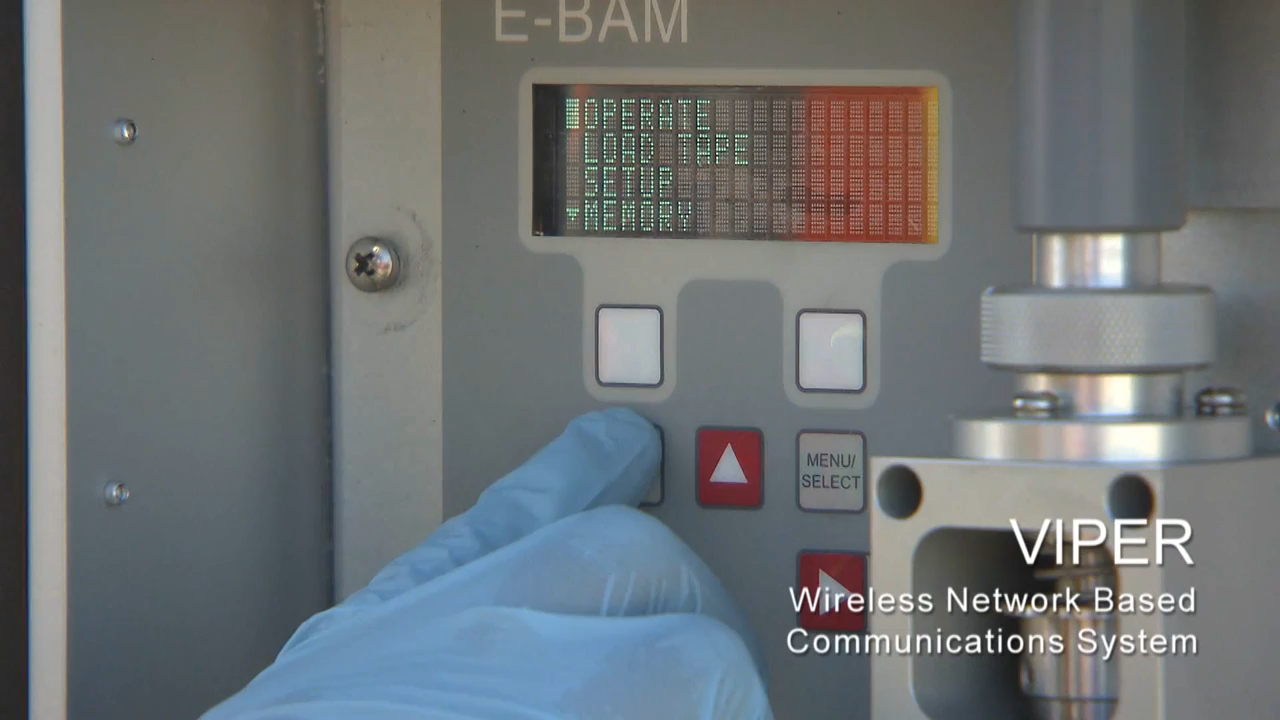 E-BAM
OPERATE
LOAD TAPE
SETUP
MEMORY
MENU/
SELECT
VIPER
Wireless Network Based
Communications System